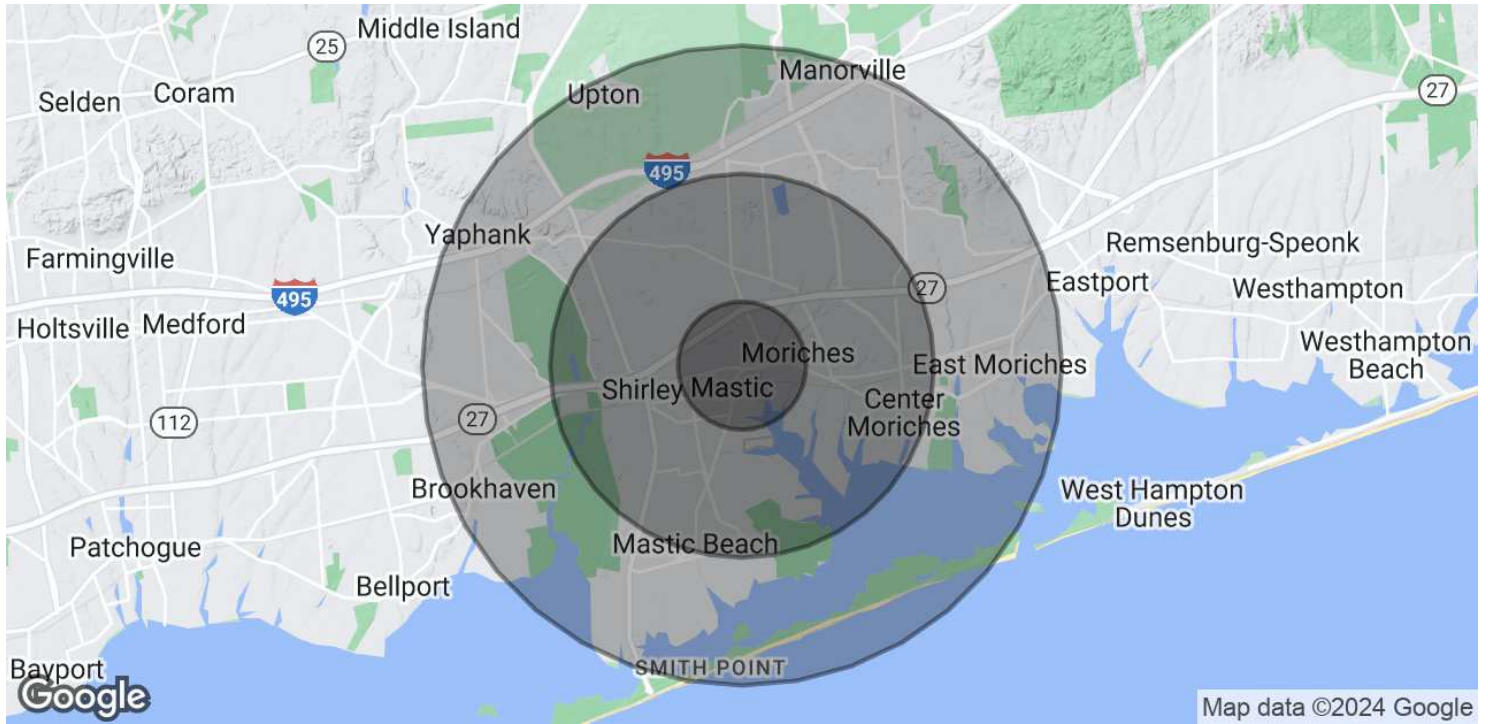 Middle Island
25
Manorville
Selden
Coram
Upton
27
495
Yaphank
Remsenburg-Speonk
Farmingville
Eastport
495
27
Westhampton
Holtsville
Medford
Westhampton
Beach
Moriches
East Moriches
Shirley
Mastic
Center
Moriches
112
27
Brookhaven
West Hampton
Dunes
Patchogue
Mastic Beach
Bellport
Bayport
SMITH POINT
Google
Map data ©2024 Google